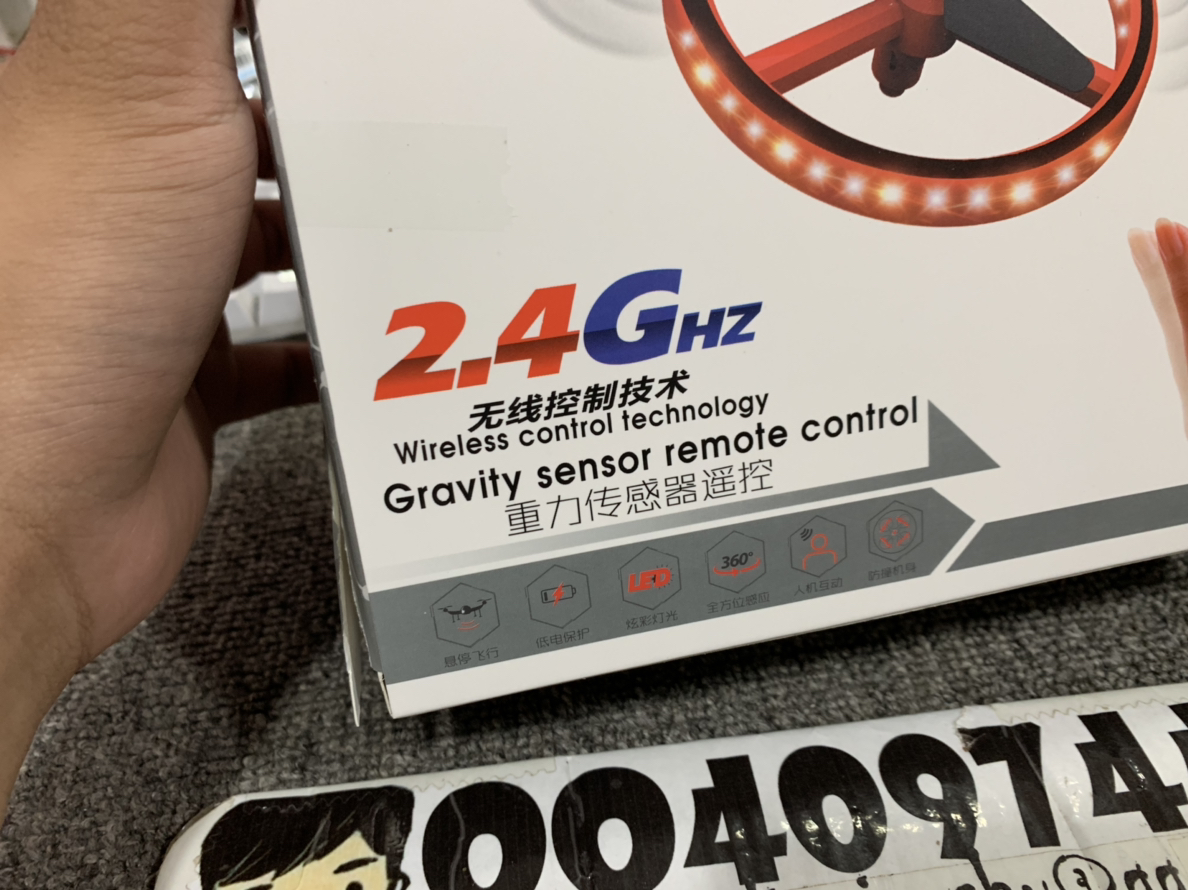 2.4GHZ
无线控制技术
Wireless control technology
Gravity sensor remote control
重力传感器遥控
LED
360°
悬停飞行
低电保护
炫彩灯光
全方位感应
人机互动
防撞机身
0040974